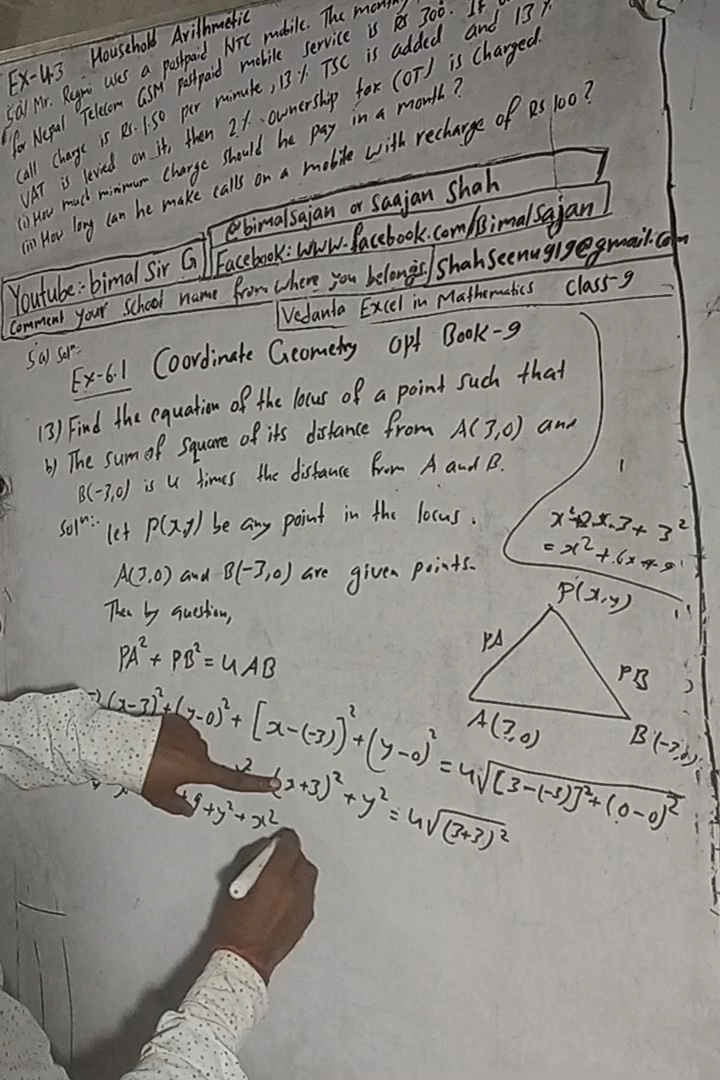 Ex-4.3 Household Arithmetic
5a) Mr. Regmi uses a postpaid NTC mobile. The
for Nepal Telecom GSM postpaid mobile service is Rs 300. If
call charge is Rs. 1.50 per minute, 13% TSC is added and 13%
VAT is levied on it, then 2% ownership tax (OT) is charged.
(i) How much minimum charge should he pay in a month?
(ii) How long can he make calls on a mobile with recharge of Rs 100?
Youtube:- bimal Sir G
@bimalsajan or Saajan Shah
Facebook: www.facebook.com/Bimalsajan
Comment your school name from where you belongs.
Shahseenu919@gmail.com
Vedanta Excel in Mathematics Class-9
5a) Solⁿ:
Ex-6.1 Coordinate Geometry Opt Book-9
13) Find the equation of the locus of a point such that
b) The sum of square of its distance from A(3,0) and
B(-3,0) is 4 times the distance from A and B.
Solⁿ:- let P(x,y) be any point in the locus.
A(3,0) and B(-3,0) are given points.
Then by question,
PA² + PB² = 4AB
(x-3)²+(y-0)² + [x-(-3)]² + (y-0)² = 4√[3-(-3)]²+(0-0)²
(x+3)² + y² = 4√(3+3)²
+9+y²+x²
x²+2.x.3+3²
= x²+6x+9
P(x,y)
PA
PB
A(3,0)
B(-3,0)